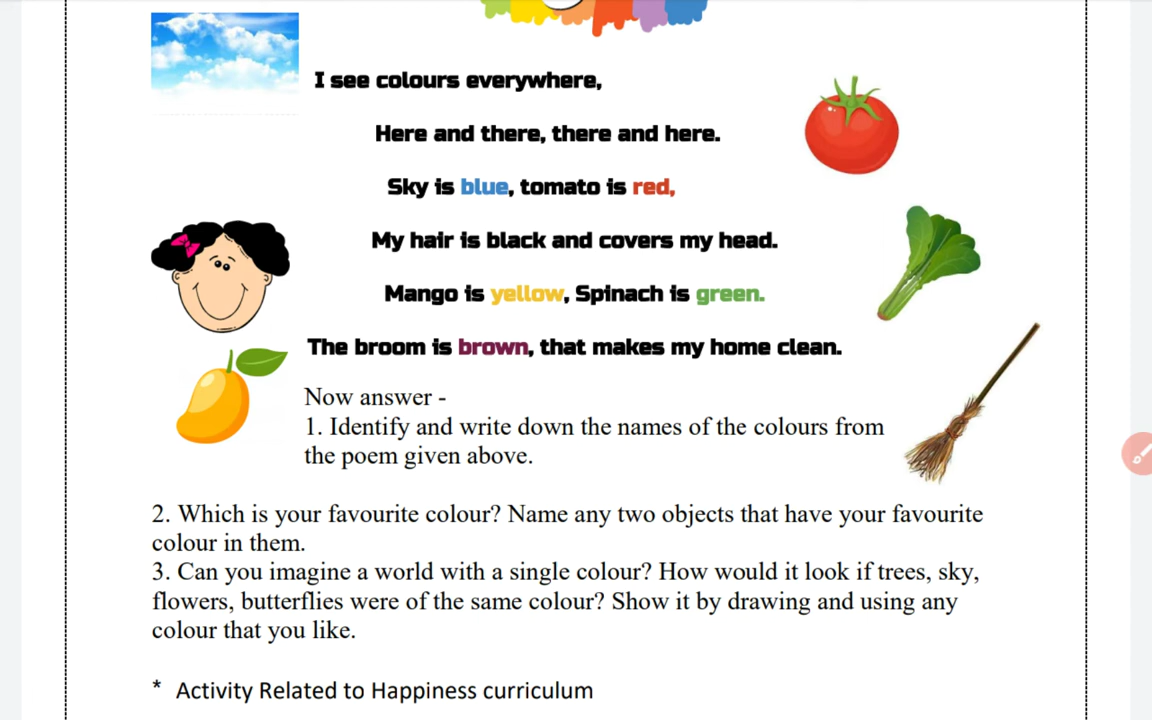 I see colours everywhere,
Here and there, there and here.
Sky is blue, tomato is red,
My hair is black and covers my head.
Mango is yellow, Spinach is green.
The broom is brown, that makes my home clean.
Now answer -
1. Identify and write down the names of the colours from
the poem given above.
2. Which is your favourite colour? Name any two objects that have your favourite
colour in them.
3. Can you imagine a world with a single colour? How would it look if trees, sky,
flowers, butterflies were of the same colour? Show it by drawing and using any
colour that you like.
* Activity Related to Happiness curriculum